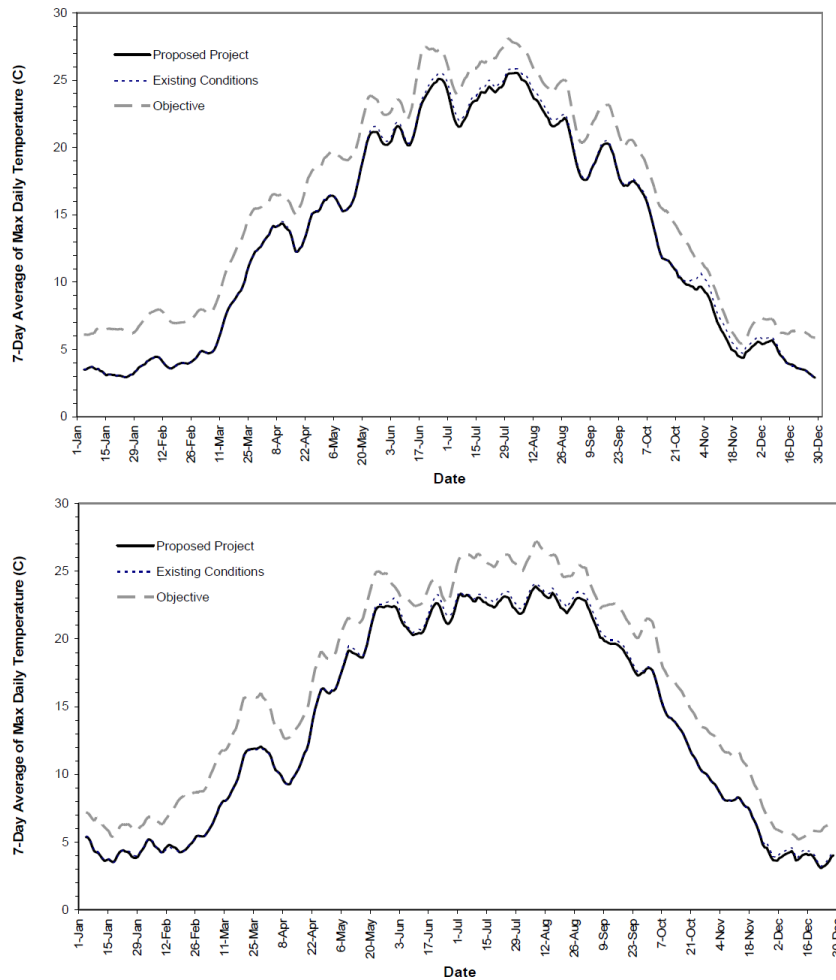 30
25
20
15
10
5
0
7-Day Average of Max Daily Temperature (C)
Proposed Project
Existing Conditions
Objective
1-Jan
15-Jan
29-Jan
12-Feb
26-Feb
11-Mar
25-Mar
8-Apr
22-Apr
6-May
20-May
3-Jun
17-Jun
1-Jul
15-Jul
29-Jul
12-Aug
26-Aug
9-Sep
23-Sep
7-Oct
21-Oct
4-Nov
18-Nov
2-Dec
16-Dec
30-Dec
Date
30
25
20
15
10
5
0
7-Day Average of Max Daily Temperature (C)
Proposed Project
Existing Conditions
Objective
1-Jan
15-Jan
29-Jan
12-Feb
26-Feb
11-Mar
25-Mar
8-Apr
22-Apr
6-May
20-May
3-Jun
17-Jun
1-Jul
15-Jul
29-Jul
12-Aug
26-Aug
9-Sep
23-Sep
7-Oct
21-Oct
4-Nov
18-Nov
2-Dec
16-Dec
Date